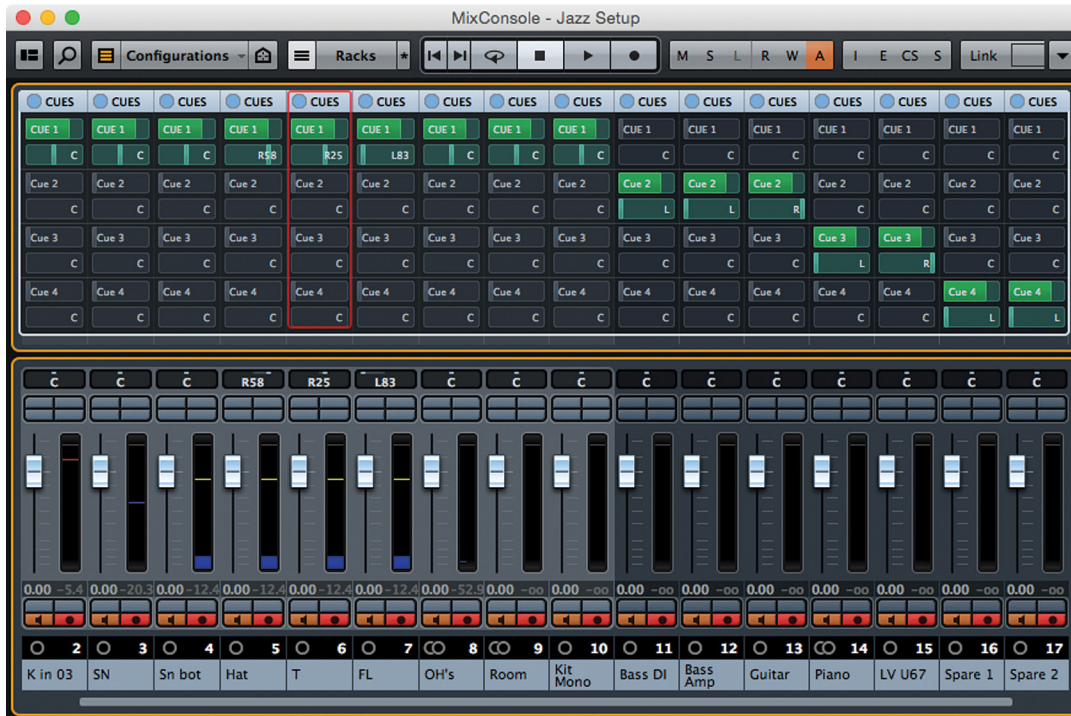 MixConsole - Jazz Setup
Configurations Racks * M S L R W A I E CS S Link
CUES CUES CUES CUES CUES CUES CUES CUES CUES CUES CUES CUES CUES CUES CUES CUES
CUE 1 CUE 1 CUE 1 CUE 1 CUE 1 CUE 1 CUE 1 CUE 1 CUE 1 CUE 1 CUE 1 CUE 1 CUE 1 CUE 1 CUE 1 CUE 1
C C C R58 R25 L83 C C C C C C C C C C
Cue 2 Cue 2 Cue 2 Cue 2 Cue 2 Cue 2 Cue 2 Cue 2 Cue 2 Cue 2 Cue 2 Cue 2 Cue 2 Cue 2 Cue 2 Cue 2
C C C C C C C C C L L R C C C C
Cue 3 Cue 3 Cue 3 Cue 3 Cue 3 Cue 3 Cue 3 Cue 3 Cue 3 Cue 3 Cue 3 Cue 3 Cue 3 Cue 3 Cue 3 Cue 3
C C C C C C C C C C C C L R C C
Cue 4 Cue 4 Cue 4 Cue 4 Cue 4 Cue 4 Cue 4 Cue 4 Cue 4 Cue 4 Cue 4 Cue 4 Cue 4 Cue 4 Cue 4 Cue 4
C C C C C C C C C C C C C C L L
C C C R58 R25 L83 C C C C C C C C C C
0.00 -5.4 0.00 -20.3 0.00 -12.4 0.00 -12.4 0.00 -12.4 0.00 -12.4 0.00 -52.9 0.00 -oo 0.00 -oo 0.00 -oo 0.00 -oo 0.00 -oo 0.00 -oo 0.00 -oo 0.00 -oo 0.00 -oo
2 3 4 5 6 7 8 9 10 11 12 13 14 15 16 17
K in 03 SN Sn bot Hat T FL OH's Room Kit Mono Bass DI Bass Amp Guitar Piano LV U67 Spare 1 Spare 2